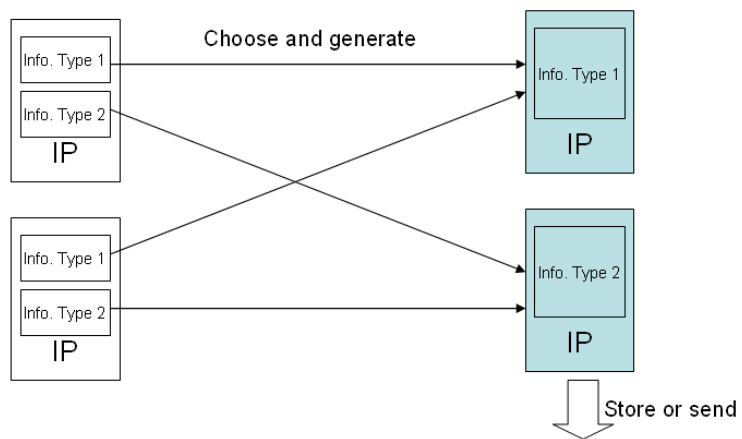 Choose and generate
Info. Type 1
Info. Type 2
IP
Info. Type 1
IP
Info. Type 1
Info. Type 2
IP
Info. Type 2
IP
Store or send